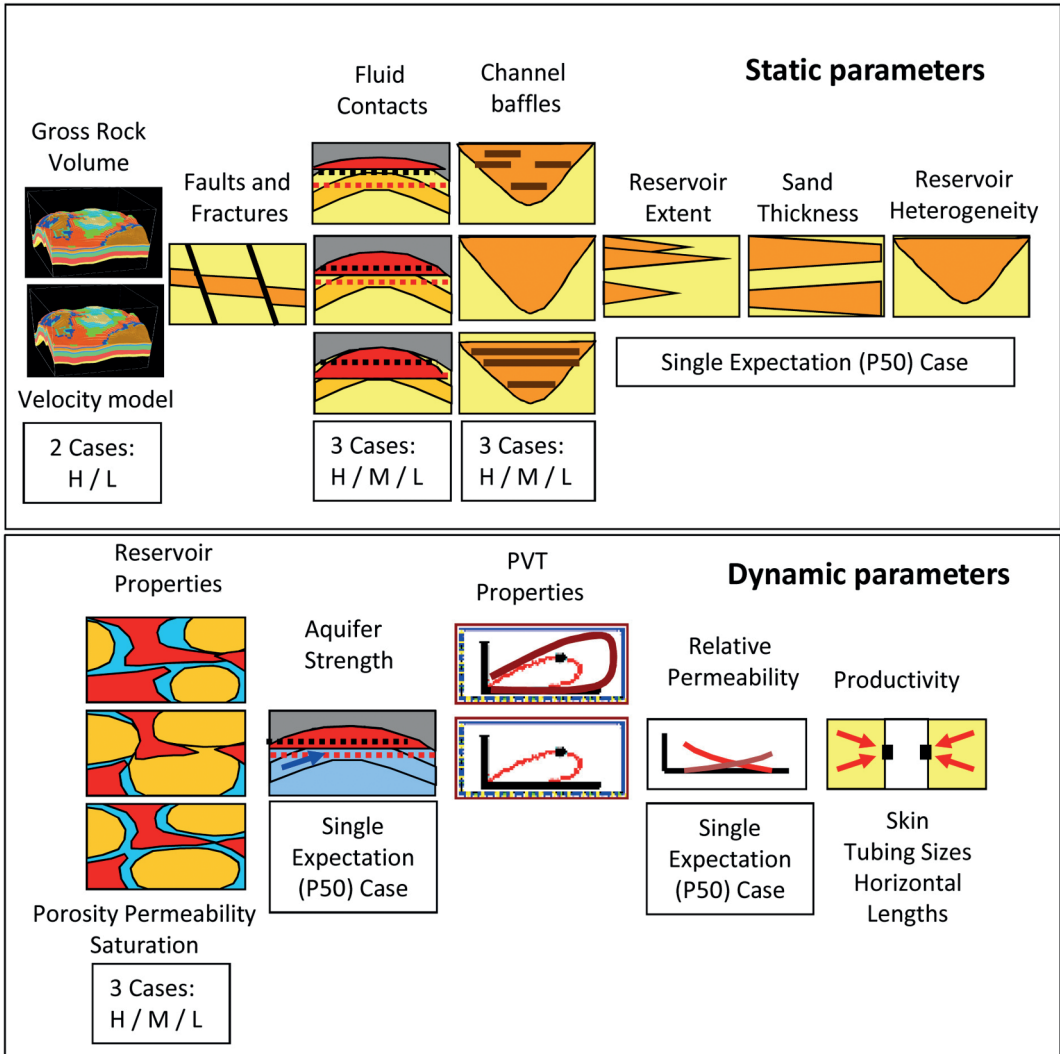 Static parameters
Gross Rock
Volume
Velocity model
2 Cases:
H / L
Faults and
Fractures
Fluid
Contacts
3 Cases:
H / M / L
Channel
baffles
3 Cases:
H / M / L
Reservoir
Extent
Sand
Thickness
Reservoir
Heterogeneity
Single Expectation (P50) Case
Dynamic parameters
Reservoir
Properties
Porosity Permeability
Saturation
3 Cases:
H / M / L
Aquifer
Strength
Single
Expectation
(P50) Case
PVT
Properties
Relative
Permeability
Single
Expectation
(P50) Case
Productivity
Skin
Tubing Sizes
Horizontal
Lengths